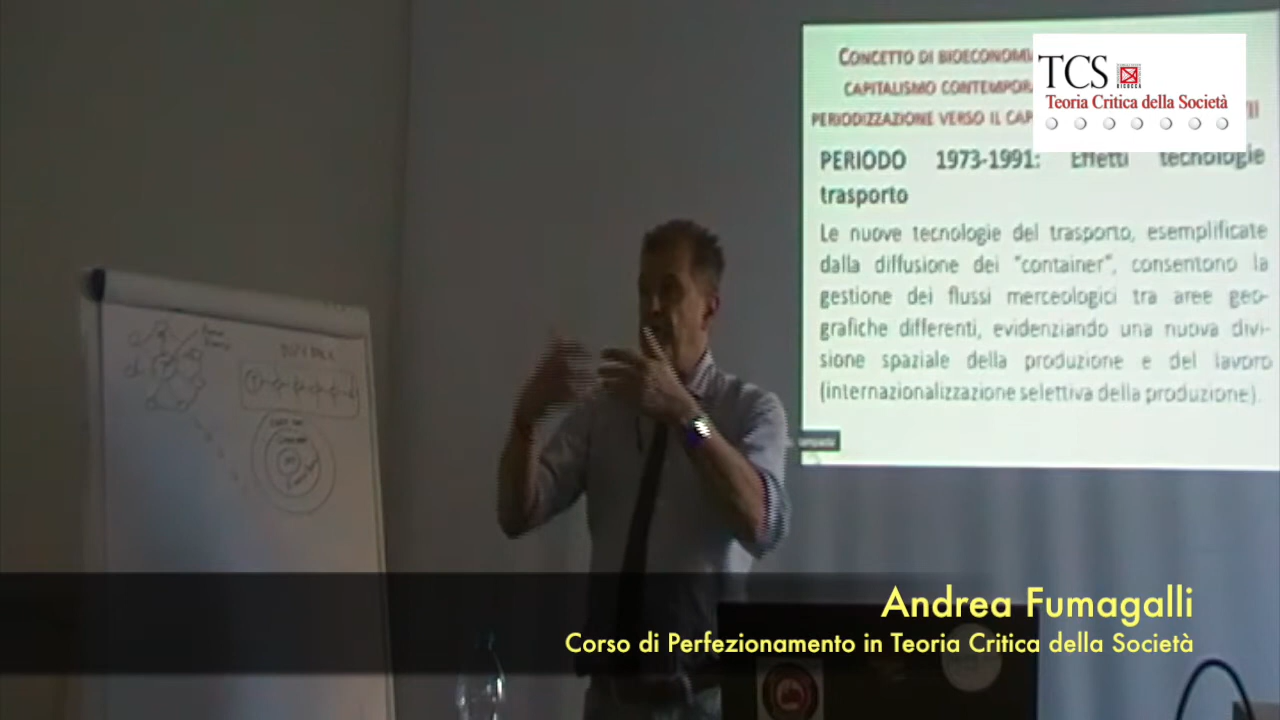 CONCETTO DI BIOECONOMIA
CAPITALISMO
PERIODIZZAZIONE VERSO IL
TCS
BICOCCA
Teoria Critica della Società
PERIODO 1973-1991: Effetti tecnologie
trasporto
Le nuove tecnologie del trasporto, esemplificate
dalla diffusione dei "container", consentono la
gestione dei flussi merceologici tra aree geo-
grafiche differenti, evidenziando una nuova divi-
sione spaziale della produzione e del lavoro
(internazionalizzazione selettiva della produzione).
Andrea Fumagalli
Corso di Perfezionamento in Teoria Critica della Società